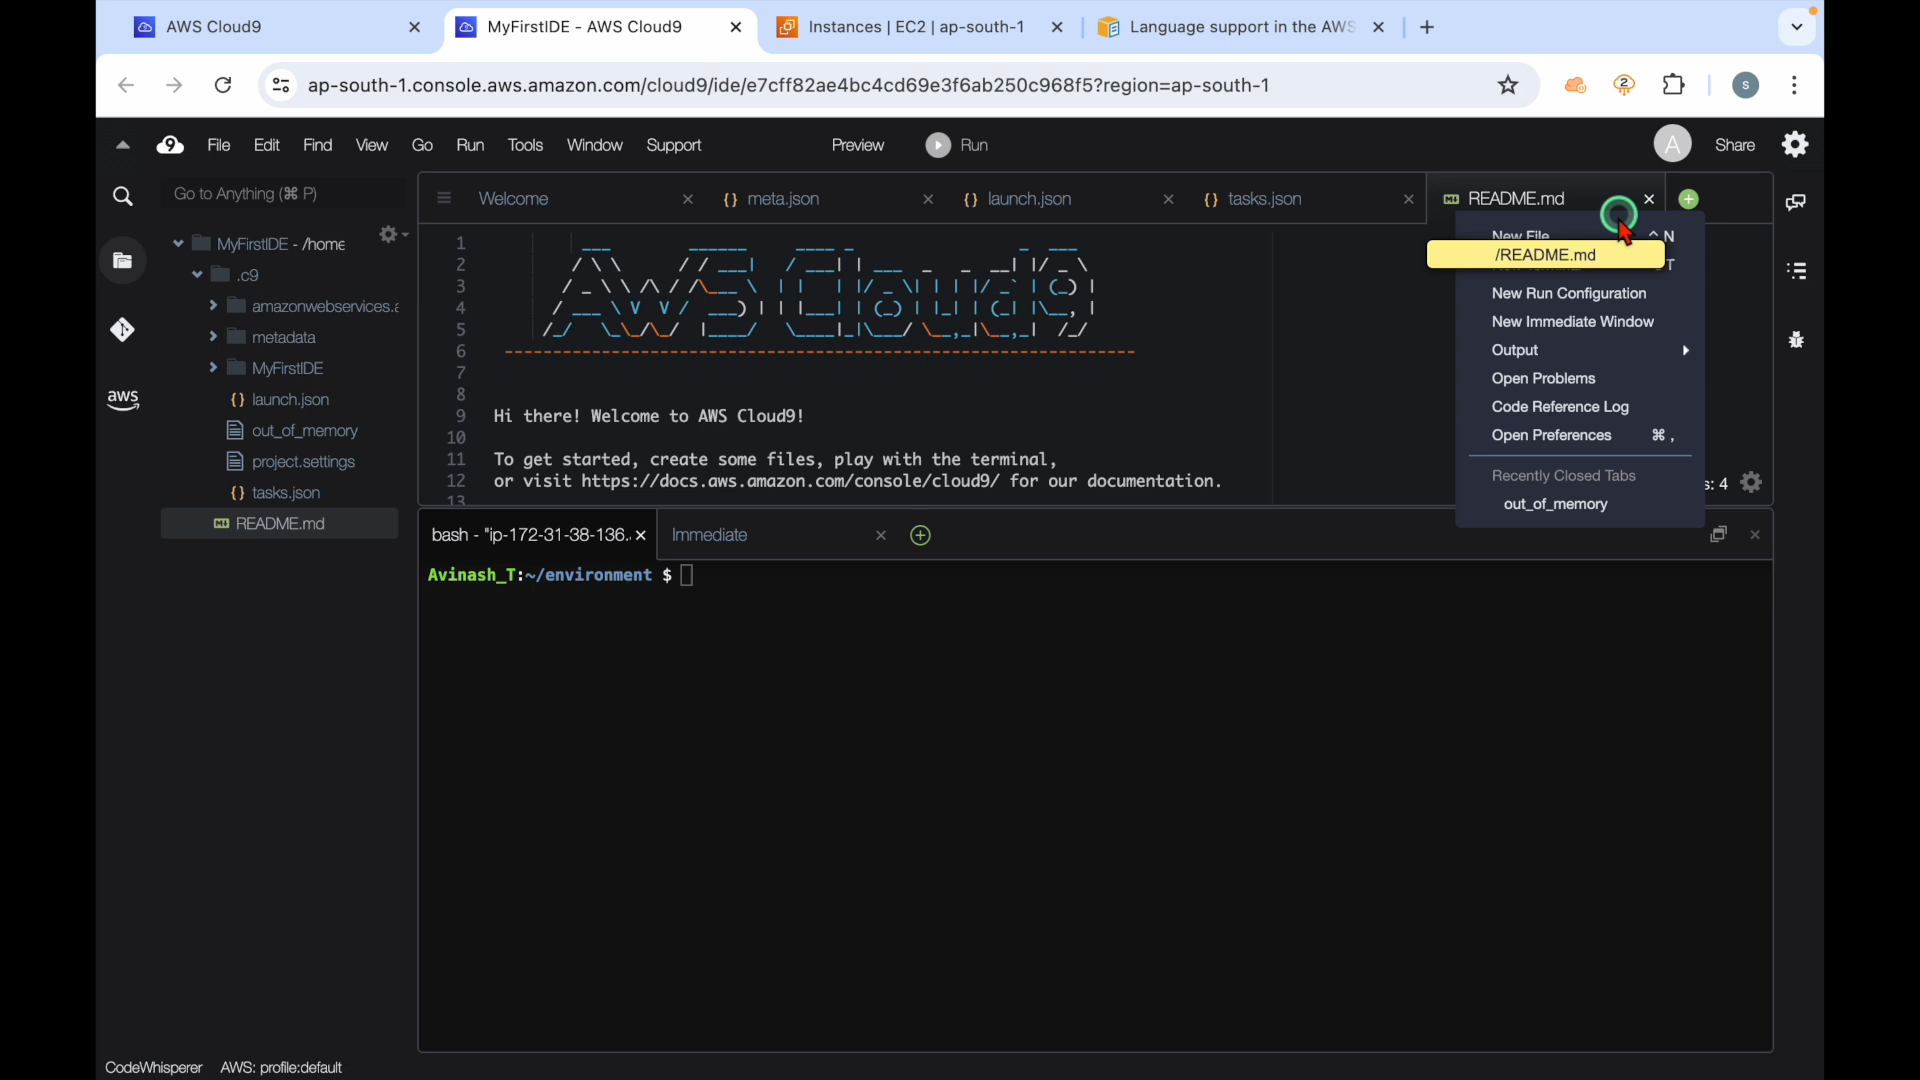 AWS Cloud9
MyFirstIDE - AWS Cloud9
Instances | EC2 | ap-south-1
Language support in the AWS
ap-south-1.console.aws.amazon.com/cloud9/ide/e7cff82ae4bc4cd69e3f6ab250c968f5?region=ap-south-1
2
s
9
File
Edit
Find
View
Go
Run
Tools
Window
Support
Preview
Run
A
Share
Go to Anything (⌘ P)
Welcome
{} meta.json
{} launch.json
{} tasks.json
README.md
MyFirstIDE - /home
.c9
amazonwebservices.a
metadata
MyFirstIDE
{} launch.json
out_of_memory
project.settings
{} tasks.json
README.md
aws
1
2
3
4
5
6
7
8
9
10
11
12
13
AWS Cloud9
Hi there! Welcome to AWS Cloud9!
To get started, create some files, play with the terminal,
or visit https://docs.aws.amazon.com/console/cloud9/ for our documentation.
New File ^ N
/README.md
T
New Run Configuration
New Immediate Window
Output
Open Problems
Code Reference Log
Open Preferences ⌘ ,
Recently Closed Tabs
out_of_memory
s: 4
bash - "ip-172-31-38-136.
Immediate
Avinash_T:~/environment $
CodeWhisperer
AWS: profile:default